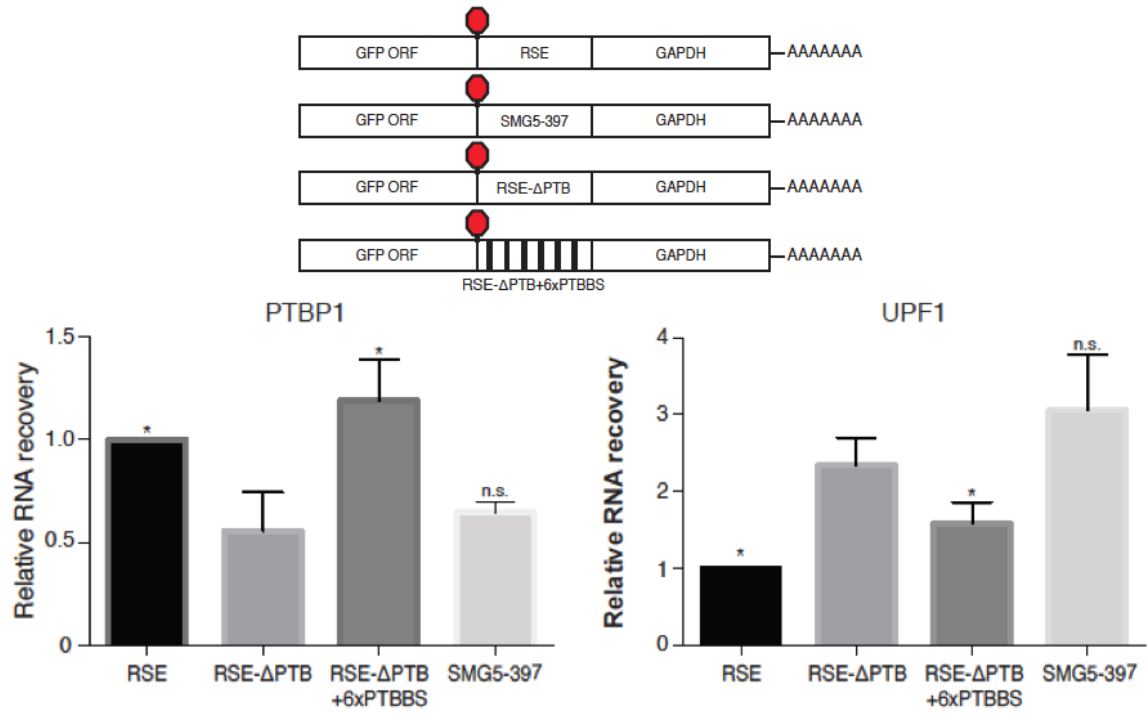 GFP ORF RSE GAPDH AAAAAAA
GFP ORF SMG5-397 GAPDH AAAAAAA
GFP ORF RSE-ΔPTB GAPDH AAAAAAA
GFP ORF GAPDH AAAAAAA
RSE-ΔPTB+6xPTBBS
PTBP1
Relative RNA recovery
1.5
1.0
0.5
0
*
*
n.s.
RSE RSE-ΔPTB RSE-ΔPTB SMG5-397
+6xPTBBS
UPF1
Relative RNA recovery
4
3
2
1
0
*
*
n.s.
RSE RSE-ΔPTB RSE-ΔPTB SMG5-397
+6xPTBBS